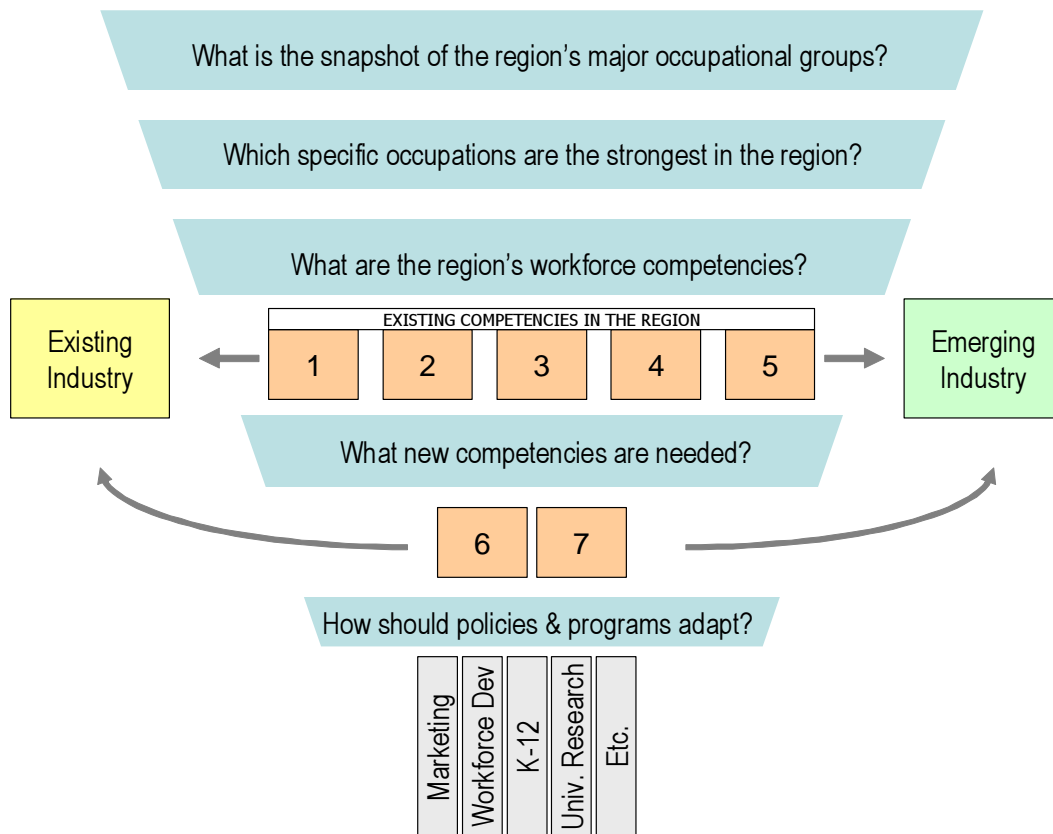 What is the snapshot of the region's major occupational groups?
Which specific occupations are the strongest in the region?
What are the region's workforce competencies?
Existing
Industry
EXISTING COMPETENCIES IN THE REGION
1
2
3
4
5
Emerging
Industry
What new competencies are needed?
6
7
How should policies & programs adapt?
Marketing
Workforce Dev
K-12
Univ. Research
Etc.